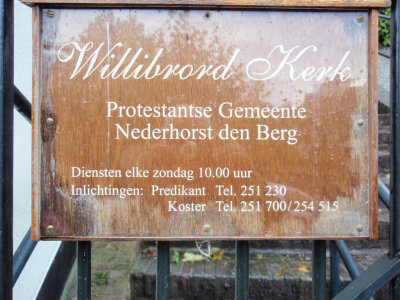 Willibrord Kerk
Protestantse Gemeente
Nederhorst den Berg
Diensten elke zondag 10.00 uur
Inlichtingen: Predikant Tel. 251 230
Koster Tel. 251 700/254 515